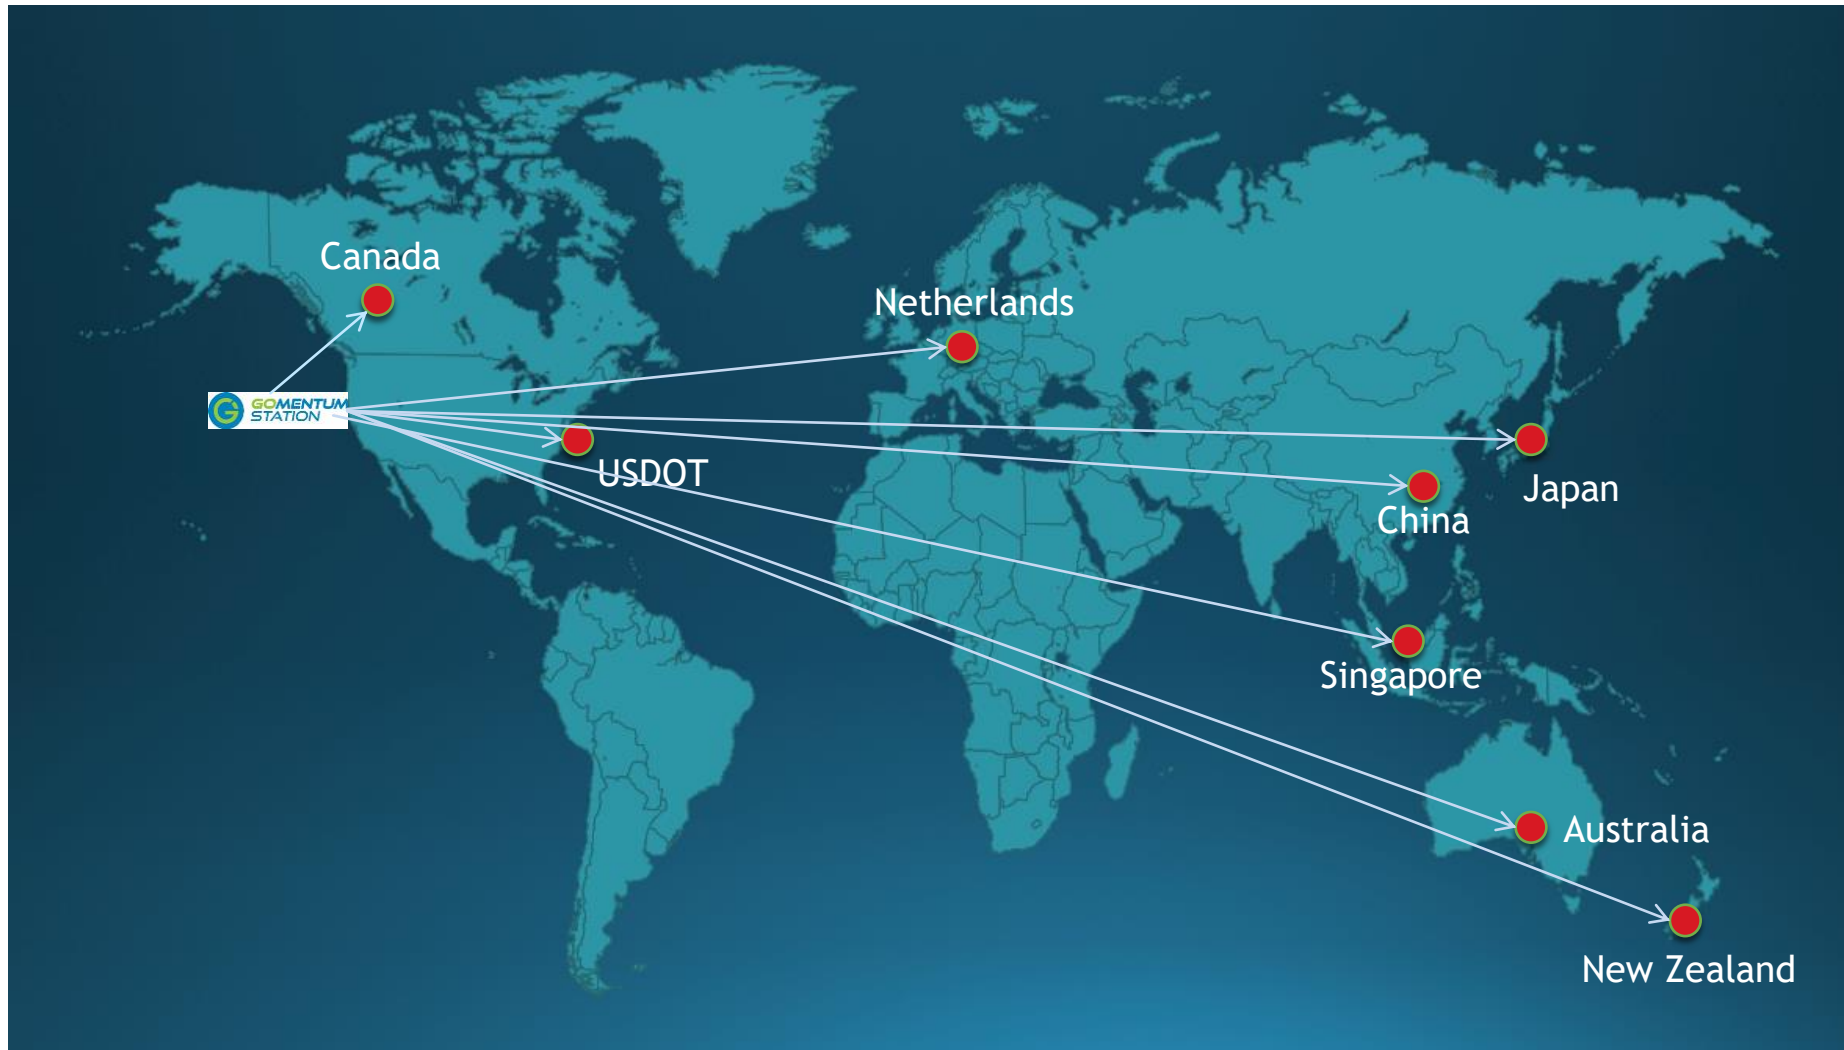 Canada
Netherlands
GOMENTUM
STATION
USDOT
Japan
China
Singapore
Australia
New Zealand